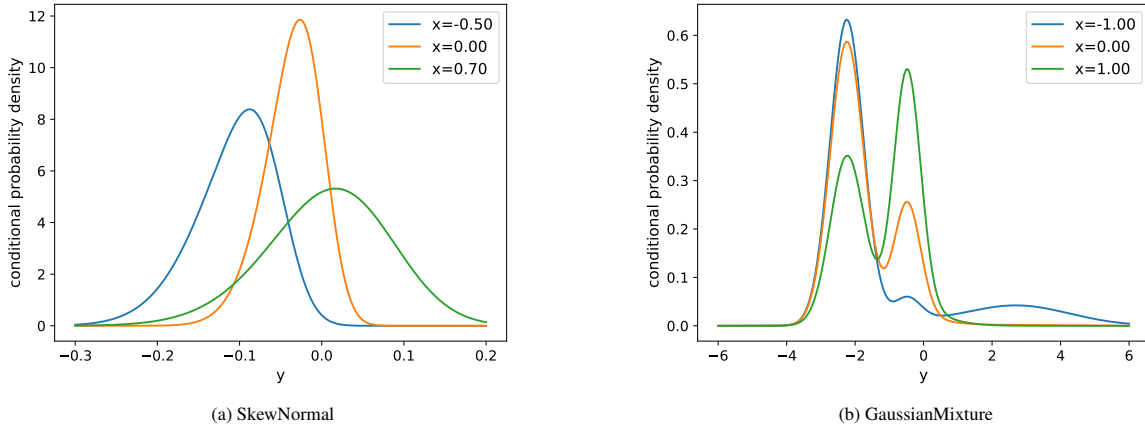 x=-0.50
x=0.00
x=0.70
conditional probability density
12
10
8
6
4
2
0
−0.3
−0.2
−0.1
0.0
0.1
0.2
y
(a) SkewNormal
x=-1.00
x=0.00
x=1.00
conditional probability density
0.6
0.5
0.4
0.3
0.2
0.1
0.0
−6
−4
−2
0
2
4
6
y
(b) GaussianMixture